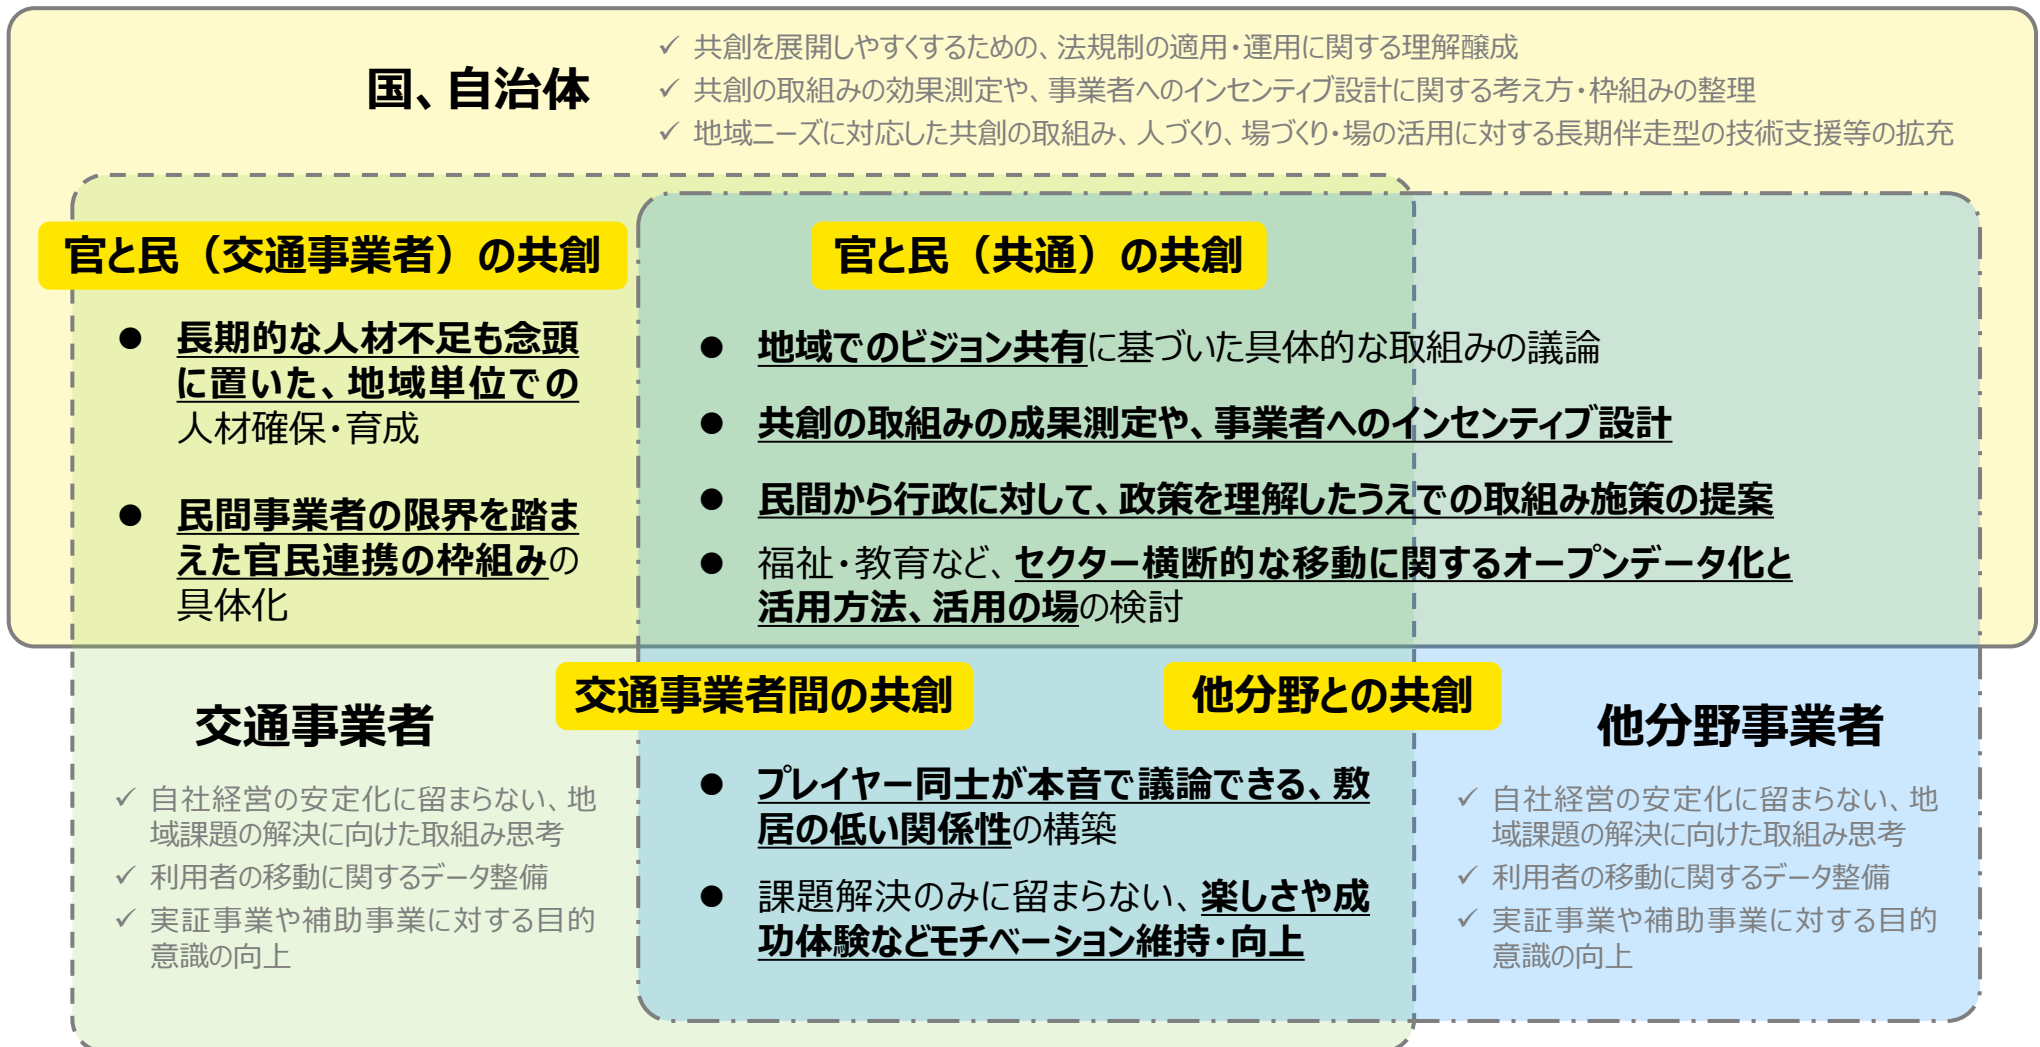 国、自治体
✓ 共創を展開しやすくするための、法規制の適用・運用に関する理解醸成
✓ 共創の取組みの効果測定や、事業者へのインセンティブ設計に関する考え方・枠組みの整理
✓ 地域ニーズに対応した共創の取組み、人づくり、場づくり・場の活用に対する長期伴走型の技術支援等の拡充
官と民（交通事業者）の共創
● 長期的な人材不足も念頭
に置いた、地域単位での
人材確保・育成
● 民間事業者の限界を踏ま
えた官民連携の枠組みの
具体化
官と民（共通）の共創
● 地域でのビジョン共有に基づいた具体的な取組みの議論
● 共創の取組みの成果測定や、事業者へのインセンティブ設計
● 民間から行政に対して、政策を理解したうえでの取組み施策の提案
● 福祉・教育など、セクター横断的な移動に関するオープンデータ化と
活用方法、活用の場の検討
交通事業者間の共創
他分野との共創
交通事業者
✓ 自社経営の安定化に留まらない、地
域課題の解決に向けた取組み思考
✓ 利用者の移動に関するデータ整備
✓ 実証事業や補助事業に対する目的
意識の向上
● プレイヤー同士が本音で議論できる、敷
居の低い関係性の構築
● 課題解決のみに留まらない、楽しさや成
功体験などモチベーション維持・向上
他分野事業者
✓ 自社経営の安定化に留まらない、地
域課題の解決に向けた取組み思考
✓ 利用者の移動に関するデータ整備
✓ 実証事業や補助事業に対する目的
意識の向上